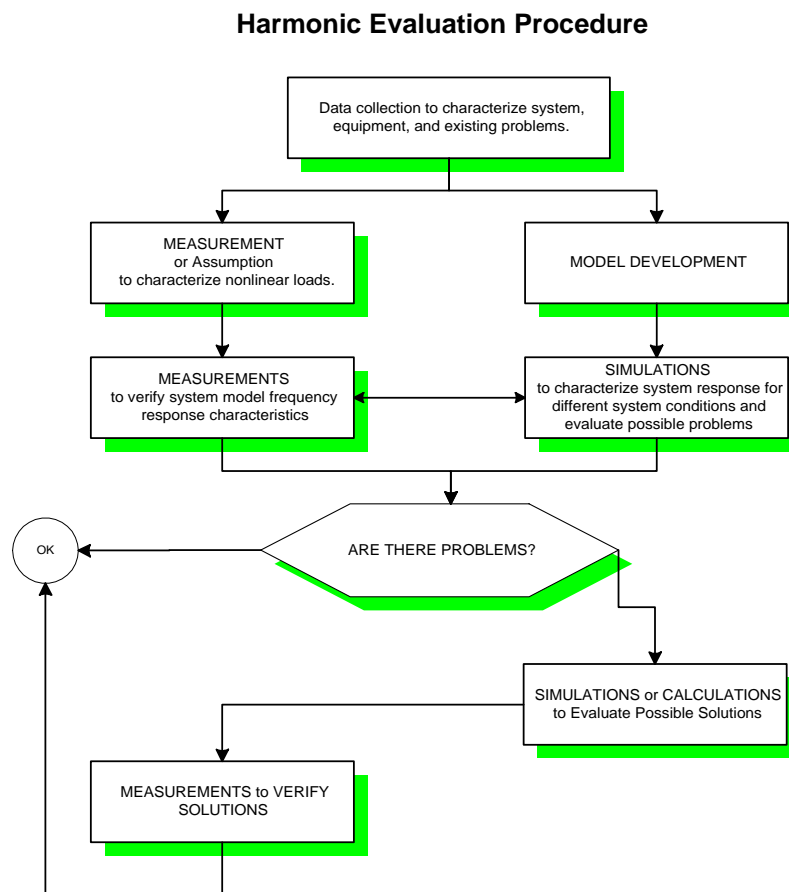 Harmonic Evaluation Procedure
Data collection to characterize system,
equipment, and existing problems.
MEASUREMENT
or Assumption
to characterize nonlinear loads.
MODEL DEVELOPMENT
MEASUREMENTS
to verify system model frequency
response characteristics
SIMULATIONS
to characterize system response for
different system conditions and
evaluate possible problems
OK
ARE THERE PROBLEMS?
SIMULATIONS or CALCULATIONS
to Evaluate Possible Solutions
MEASUREMENTS to VERIFY
SOLUTIONS